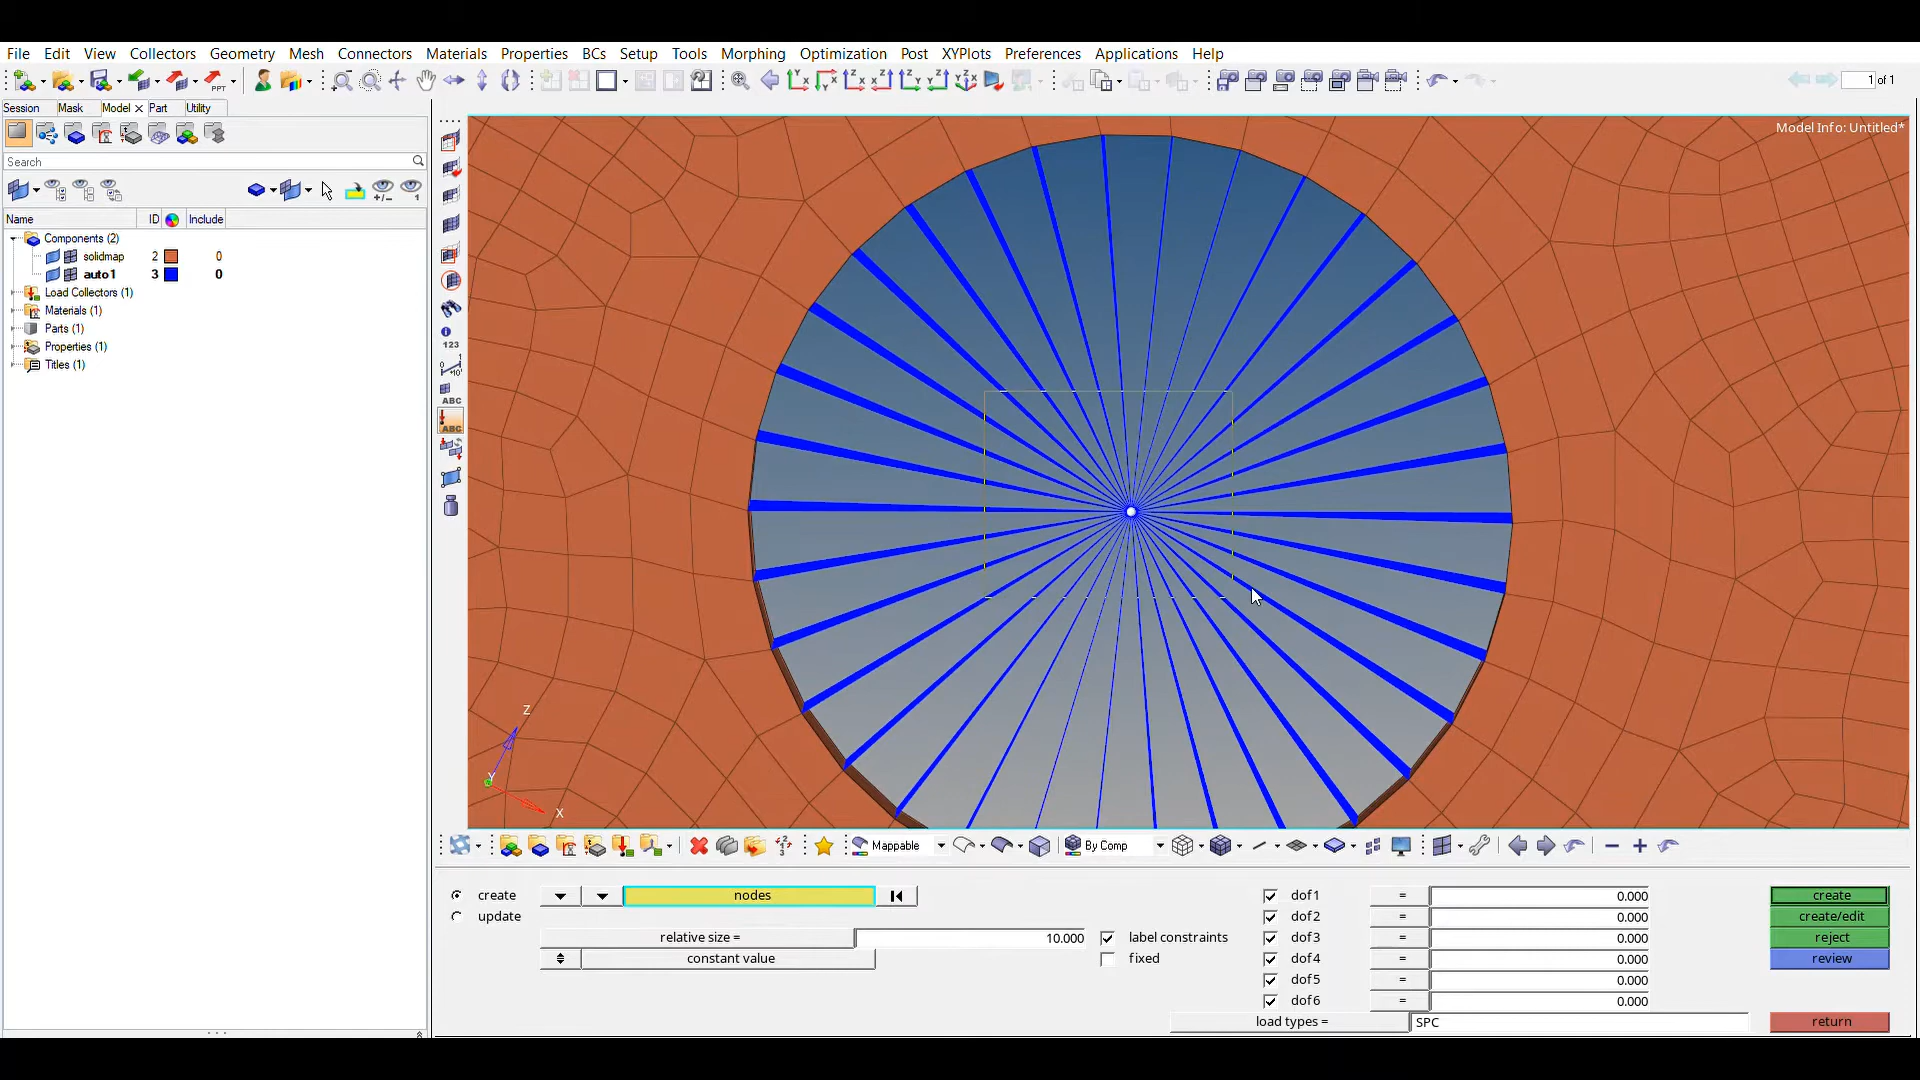 File Edit View Collectors Geometry Mesh Connectors Materials Properties BCs Setup Tools Morphing Optimization Post XYPlots Preferences Applications Help
1 of 1
Session Mask Model Part Utility
Model Info: Untitled*
Search
Name ID Include
Components (2)
solidmap 2 0
auto1 3 0
Load Collectors (1)
Materials (1)
Parts (1)
Properties (1)
Titles (1)
123
ABC
ABC
Z
Y
X
Mappable By Comp
create nodes dof1 = 0.000 create
update dof2 = 0.000 create/edit
relative size = 10.000 label constraints dof3 = 0.000 reject
constant value fixed dof4 = 0.000 review
dof5 = 0.000
dof6 = 0.000
load types = SPC return